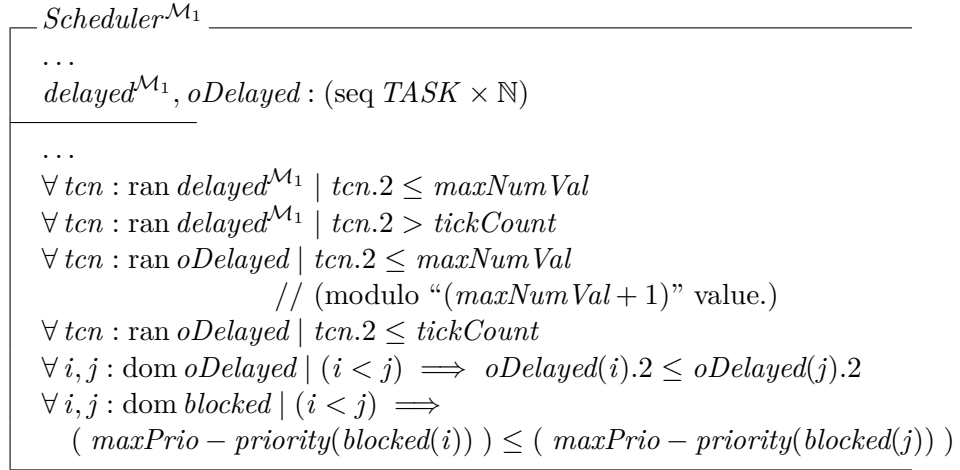 Scheduler^{M_1}
...
delayed^{M_1}, oDelayed : (seq TASK × ℕ)
...
∀ tcn : ran delayed^{M_1} | tcn.2 ≤ maxNumVal
∀ tcn : ran delayed^{M_1} | tcn.2 > tickCount
∀ tcn : ran oDelayed | tcn.2 ≤ maxNumVal
// (modulo “(maxNumVal + 1)” value.)
∀ tcn : ran oDelayed | tcn.2 ≤ tickCount
∀ i, j : dom oDelayed | (i < j) ⟹ oDelayed(i).2 ≤ oDelayed(j).2
∀ i, j : dom blocked | (i < j) ⟹
( maxPrio − priority(blocked(i)) ) ≤ ( maxPrio − priority(blocked(j)) )